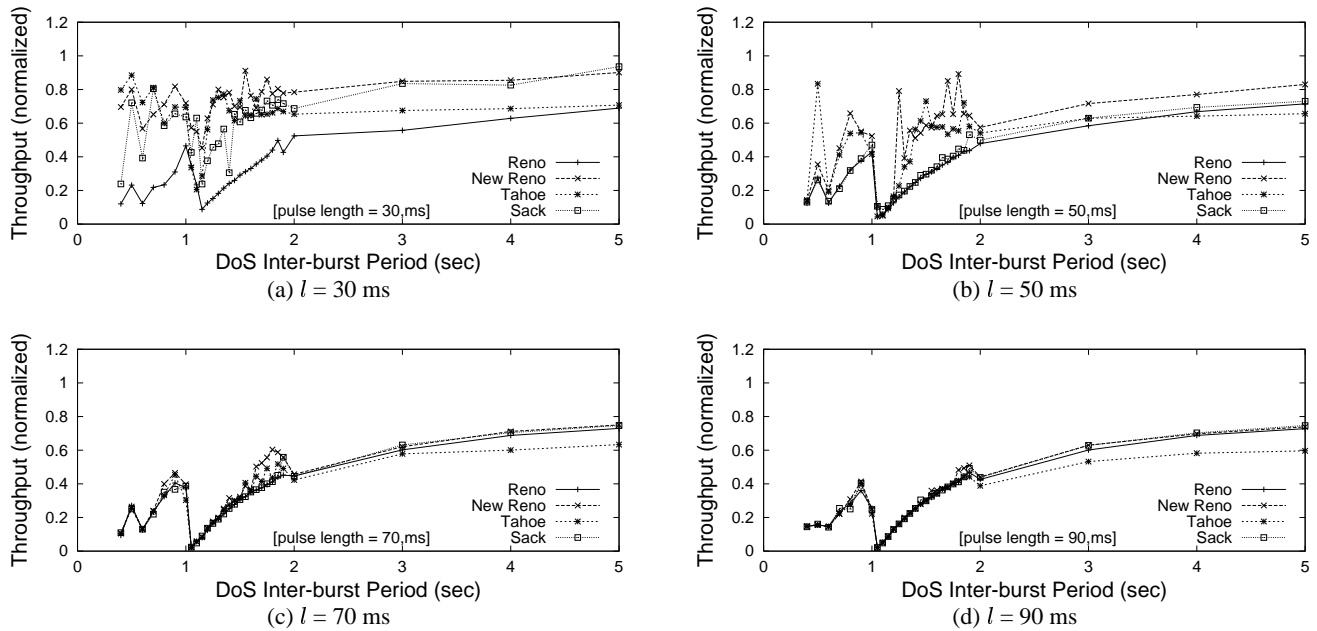 Throughput (normalized)
1.2
1
0.8
0.6
0.4
0.2
0
0 1 2 3 4 5
Reno
New Reno
Tahoe
Sack
[pulse length = 30 ms]
DoS Inter-burst Period (sec)
(a) l = 30 ms
Throughput (normalized)
1.2
1
0.8
0.6
0.4
0.2
0
0 1 2 3 4 5
Reno
New Reno
Tahoe
Sack
[pulse length = 50 ms]
DoS Inter-burst Period (sec)
(b) l = 50 ms
Throughput (normalized)
1.2
1
0.8
0.6
0.4
0.2
0
0 1 2 3 4 5
Reno
New Reno
Tahoe
Sack
[pulse length = 70 ms]
DoS Inter-burst Period (sec)
(c) l = 70 ms
Throughput (normalized)
1.2
1
0.8
0.6
0.4
0.2
0
0 1 2 3 4 5
Reno
New Reno
Tahoe
Sack
[pulse length = 90 ms]
DoS Inter-burst Period (sec)
(d) l = 90 ms